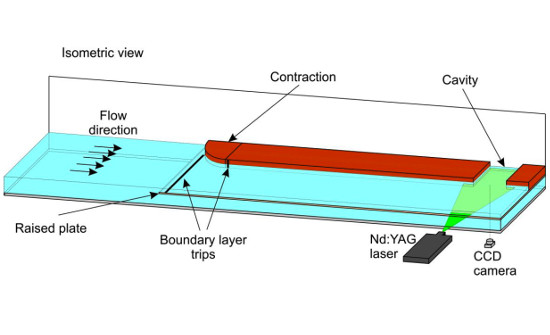 Isometric view
Contraction
Cavity
Flow
direction
Raised plate
Boundary layer
trips
Nd:YAG
laser
CCD
camera